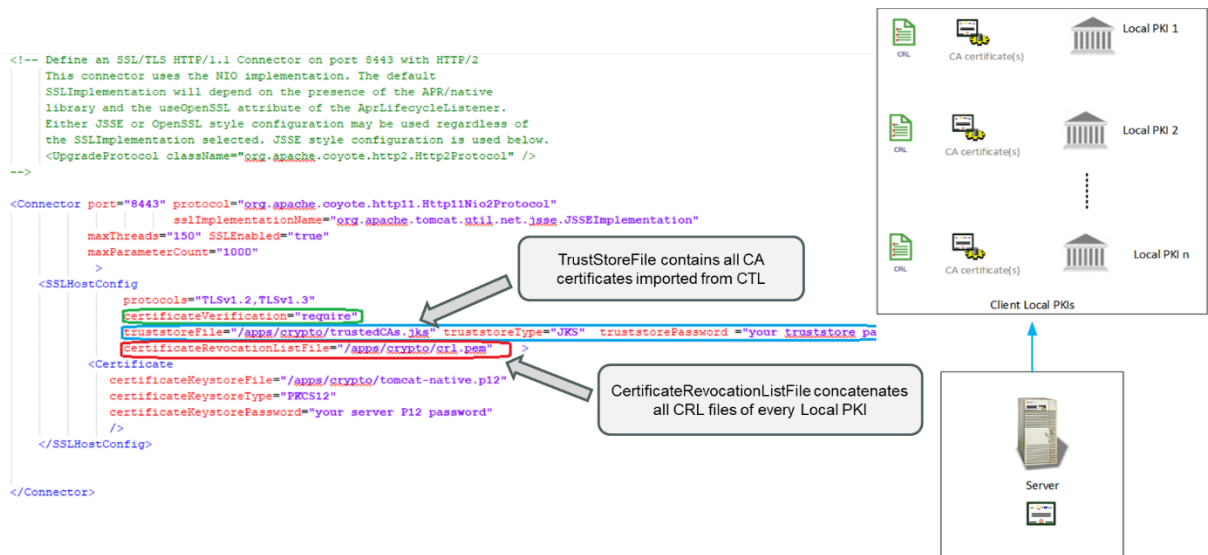 <!-- Define an SSL/TLS HTTP/1.1 Connector on port 8443 with HTTP/2
This connector uses the NIO implementation. The default
SSLImplementation will depend on the presence of the APR/native
library and the useOpenSSL attribute of the AprLifecycleListener.
Either JSSE or OpenSSL style configuration may be used regardless of
the SSLImplementation selected. JSSE style configuration is used below.
<UpgradeProtocol className="org.apache.coyote.http2.Http2Protocol" />
-->
<Connector port="8443" protocol="org.apache.coyote.http11.Http11Nio2Protocol"
sslImplementationName="org.apache.tomcat.util.net.jsse.JSSEImplementation"
maxThreads="150" SSLEnabled="true"
maxParameterCount="1000"
>
<SSLHostConfig
protocols="TLSv1.2,TLSv1.3"
certificateVerification="require"
truststoreFile="/apps/crypto/trustedCAs.jks" truststoreType="JKS" truststorePassword ="your truststore pa
certificateRevocationListFile="/apps/crypto/crl.pem" >
<Certificate
certificateKeystoreFile="/apps/crypto/tomcat-native.p12"
certificateKeystoreType="PKCS12"
certificateKeystorePassword="your server P12 password"
/>
</SSLHostConfig>
</Connector>
TrustStoreFile contains all CA
certificates imported from CTL
CertificateRevocationListFile concatenates
all CRL files of every Local PKI
CRL
CA certificate(s)
Local PKI 1
CRL
CA certificate(s)
Local PKI 2
CRL
CA certificate(s)
Local PKI n
Client Local PKIs
Server